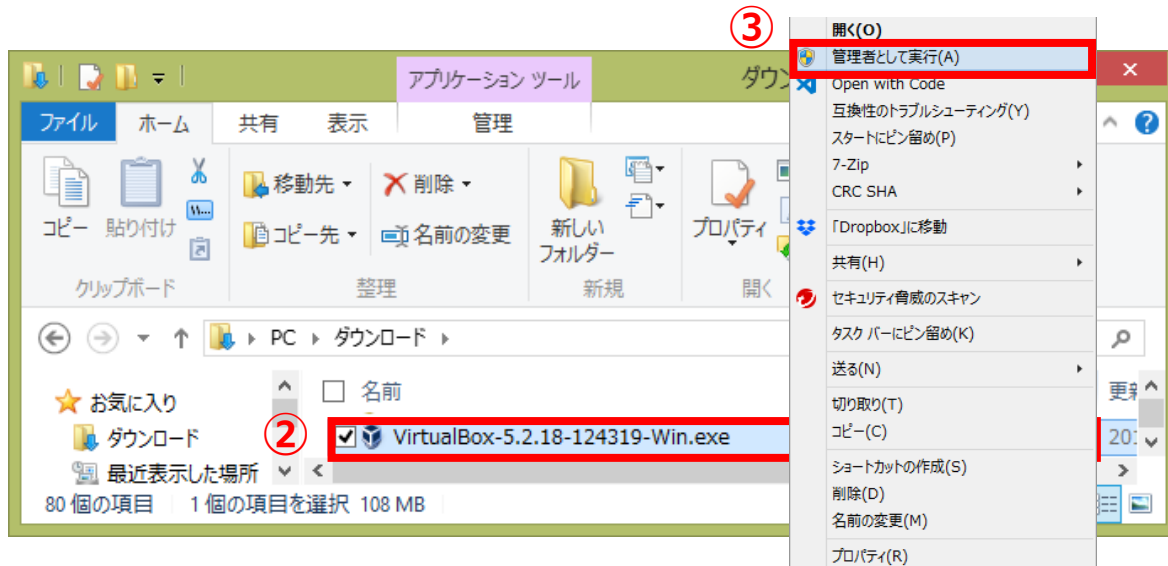 ③
アプリケーション ツール
ダウン
ファイル ホーム 共有 表示 管理
コピー
貼り付け
クリップボード
移動先
コピー先
削除
名前の変更
整理
新しい
フォルダー
新規
プロパティ
開く
PC
ダウンロード
お気に入り
ダウンロード
最近表示した場所
名前
更新
②
VirtualBox-5.2.18-124319-Win.exe
201
80 個の項目 1 個の項目を選択 108 MB
開く(O)
管理者として実行(A)
Open with Code
互換性のトラブルシューティング(Y)
スタートにピン留め(P)
7-Zip
CRC SHA
「Dropbox」に移動
共有(H)
セキュリティ脅威のスキャン
タスク バーにピン留め(K)
送る(N)
切り取り(T)
コピー(C)
ショートカットの作成(S)
削除(D)
名前の変更(M)
プロパティ(R)